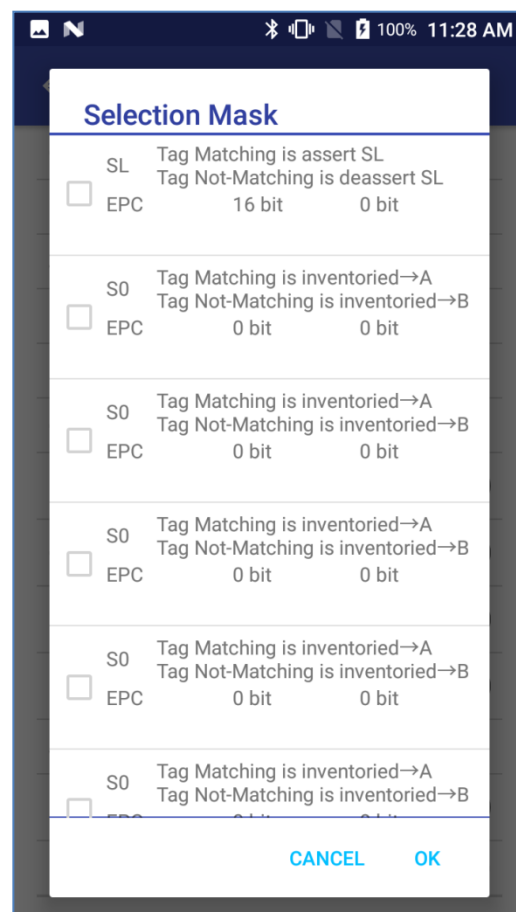 100% 11:28 AM
Selection Mask
SL Tag Matching is assert SL
Tag Not-Matching is deassert SL
EPC 16 bit 0 bit
S0 Tag Matching is inventoried→A
Tag Not-Matching is inventoried→B
EPC 0 bit 0 bit
S0 Tag Matching is inventoried→A
Tag Not-Matching is inventoried→B
EPC 0 bit 0 bit
S0 Tag Matching is inventoried→A
Tag Not-Matching is inventoried→B
EPC 0 bit 0 bit
S0 Tag Matching is inventoried→A
Tag Not-Matching is inventoried→B
EPC 0 bit 0 bit
S0 Tag Matching is inventoried→A
Tag Not-Matching is inventoried→B
CANCEL OK